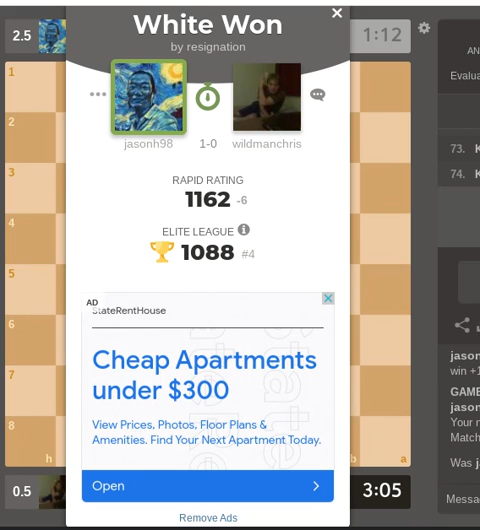 White Won
by resignation
2.5
1:12
jasonh98
1-0
wildmanchris
RAPID RATING
1162 -6
ELITE LEAGUE
1088 #4
AD
StateRentHouse
Cheap Apartments
under $300
View Prices, Photos, Floor Plans &
Amenities. Find Your Next Apartment Today.
Open
Remove Ads
1
2
3
4
5
6
7
8
h
b
a
0.5
3:05
AN
Evalua
73. K
74. K
jason
win +1
GAME
jason
Your n
Match
Was j
Messa